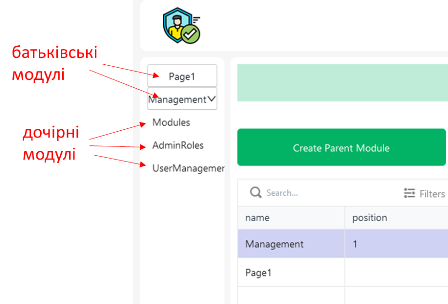 батьківські
модулі
Page1
Management
дочірні
модулі
Modules
AdminRoles
UserManagemer
Create Parent Module
Search...
Filters
name
position
Management
1
Page1